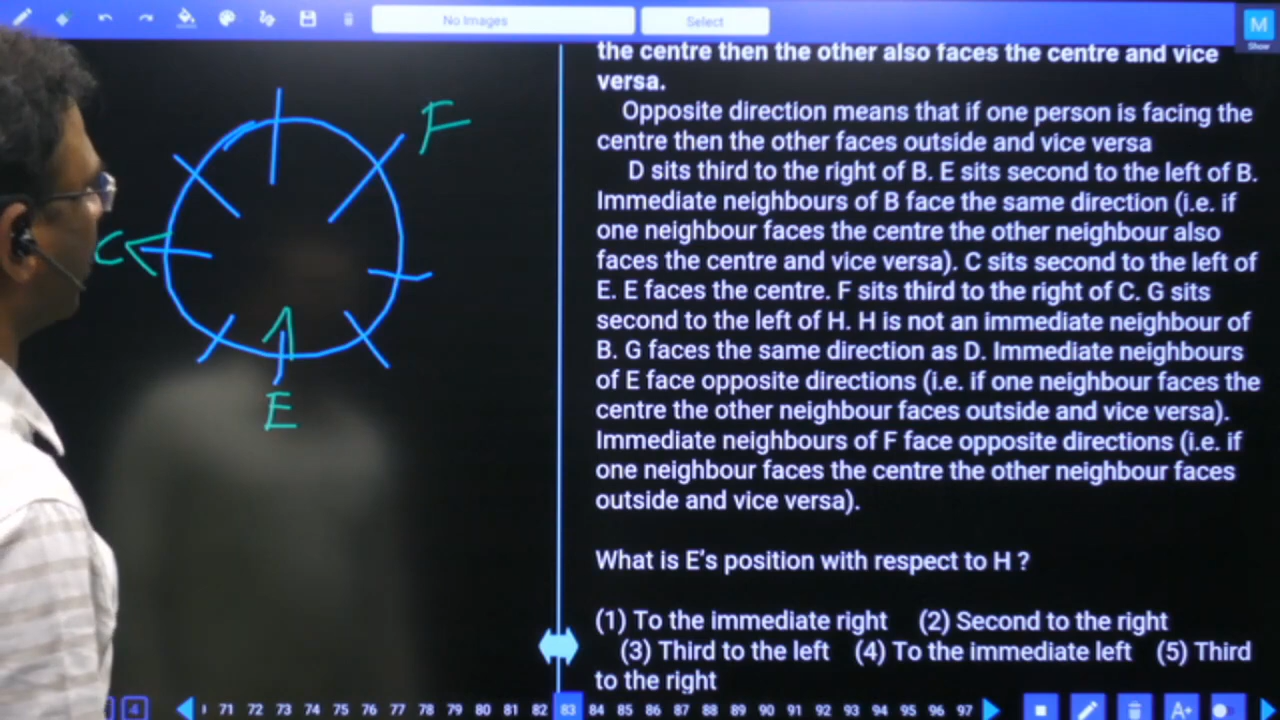 No Images
Select
M
Show
the centre then the other also faces the centre and vice
versa.
Opposite direction means that if one person is facing the
centre then the other faces outside and vice versa
D sits third to the right of B. E sits second to the left of B.
Immediate neighbours of B face the same direction (i.e. if
one neighbour faces the centre the other neighbour also
faces the centre and vice versa). C sits second to the left of
E. E faces the centre. F sits third to the right of C. G sits
second to the left of H. H is not an immediate neighbour of
B. G faces the same direction as D. Immediate neighbours
of E face opposite directions (i.e. if one neighbour faces the
centre the other neighbour faces outside and vice versa).
Immediate neighbours of F face opposite directions (i.e. if
one neighbour faces the centre the other neighbour faces
outside and vice versa).
What is E's position with respect to H ?
(1) To the immediate right (2) Second to the right
(3) Third to the left (4) To the immediate left (5) Third
to the right
F
C
E
4 71 72 73 74 75 76 77 78 79 80 81 82 83 84 85 86 87 88 89 90 91 92 93 94 95 96 97
A+